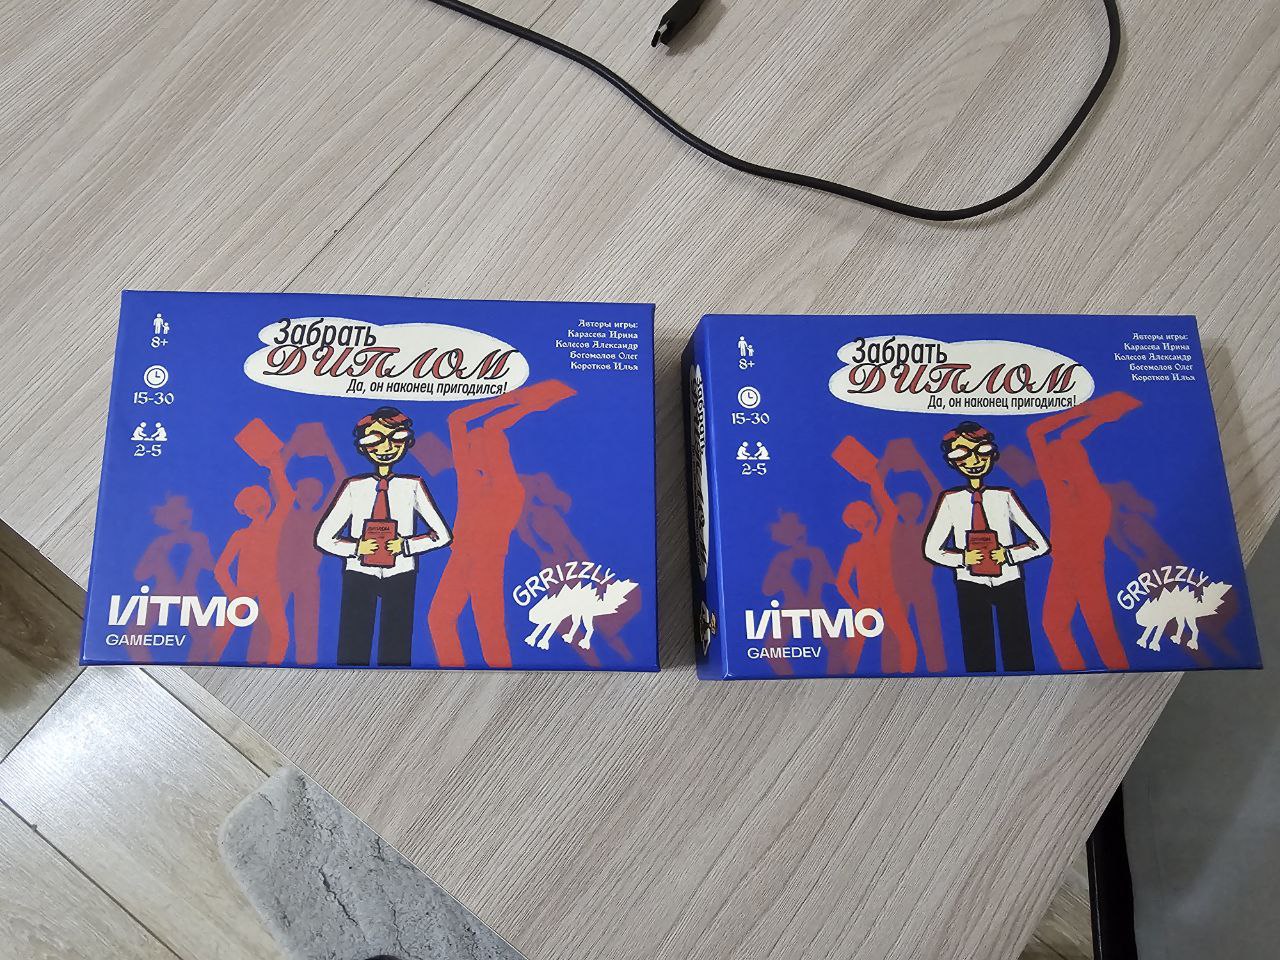 8+
15-30
2-5
Забрать
ДИПЛОМ
Да, он наконец пригодился!
Авторы игры:
Карасева Ирина
Колесов Александр
Богомолов Олег
Коротков Илья
ДИПЛОМ
ITMO
GAMEDEV
GRRIZZLY
8+
15-30
2-5
Забрать
ДИПЛОМ
Да, он наконец пригодился!
Авторы игры:
Карасева Ирина
Колесов Александр
Богомолов Олег
Коротков Илья
ДИПЛОМ
ITMO
GAMEDEV
GRRIZZLY